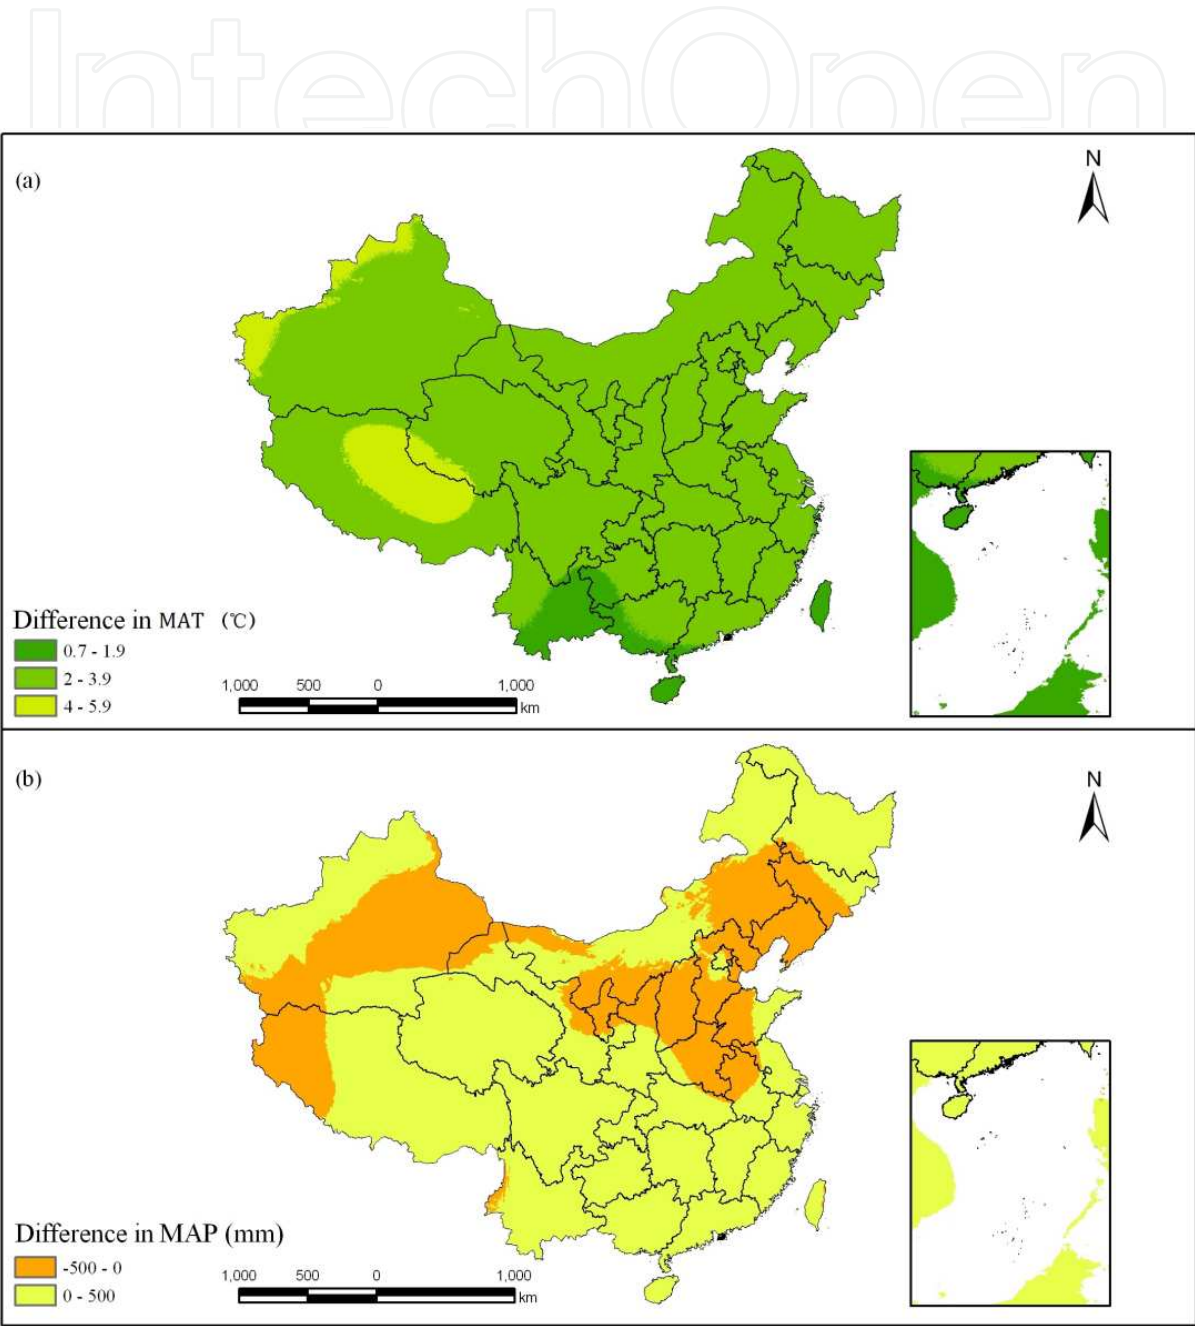 IntechOpen
(a)
N
Difference in MAT (℃)
0.7 - 1.9
2 - 3.9
4 - 5.9
1,000 500 0 1,000
km
(b)
N
Difference in MAP (mm)
-500 - 0
0 - 500
1,000 500 0 1,000
km